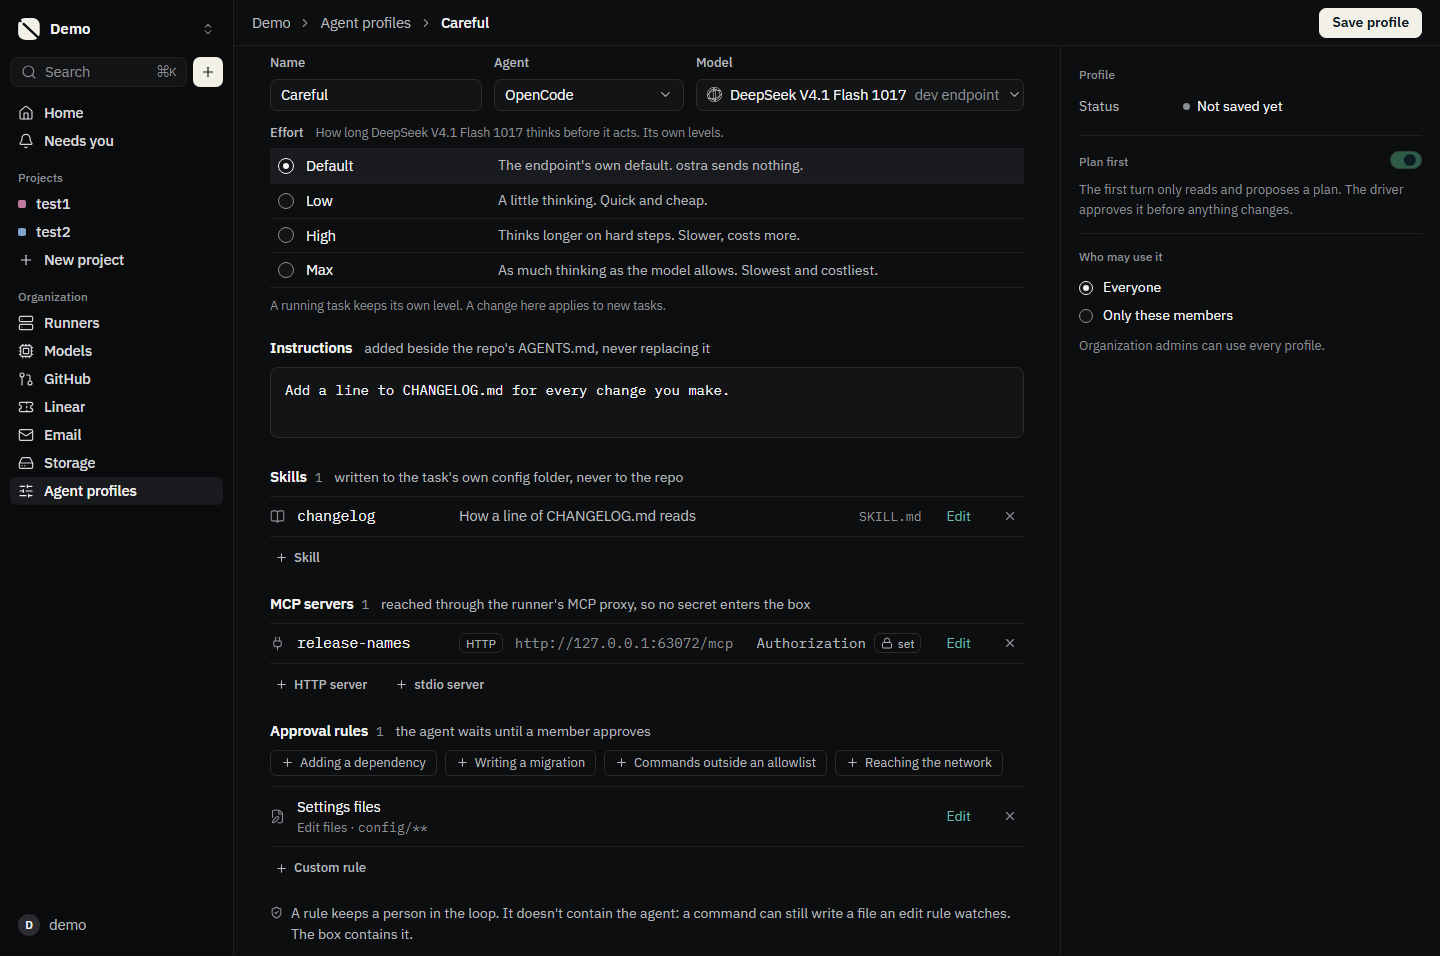 Demo
Search ⌘K
Home
Needs you
Projects
test1
test2
New project
Organization
Runners
Models
GitHub
Linear
Email
Storage
Agent profiles
D demo
Demo > Agent profiles > Careful
Save profile
Name
Careful
Agent
OpenCode
Model
DeepSeek V4.1 Flash 1017 dev endpoint
Effort How long DeepSeek V4.1 Flash 1017 thinks before it acts. Its own levels.
Default The endpoint's own default. ostra sends nothing.
Low A little thinking. Quick and cheap.
High Thinks longer on hard steps. Slower, costs more.
Max As much thinking as the model allows. Slowest and costliest.
A running task keeps its own level. A change here applies to new tasks.
Instructions added beside the repo's AGENTS.md, never replacing it
Add a line to CHANGELOG.md for every change you make.
Skills 1 written to the task's own config folder, never to the repo
changelog How a line of CHANGELOG.md reads SKILL.md Edit ×
+ Skill
MCP servers 1 reached through the runner's MCP proxy, so no secret enters the box
release-names HTTP http://127.0.0.1:63072/mcp Authorization set Edit ×
+ HTTP server + stdio server
Approval rules 1 the agent waits until a member approves
+ Adding a dependency + Writing a migration + Commands outside an allowlist + Reaching the network
Settings files
Edit files · config/** Edit ×
+ Custom rule
A rule keeps a person in the loop. It doesn't contain the agent: a command can still write a file an edit rule watches.
The box contains it.
Profile
Status Not saved yet
Plan first
The first turn only reads and proposes a plan. The driver
approves it before anything changes.
Who may use it
Everyone
Only these members
Organization admins can use every profile.